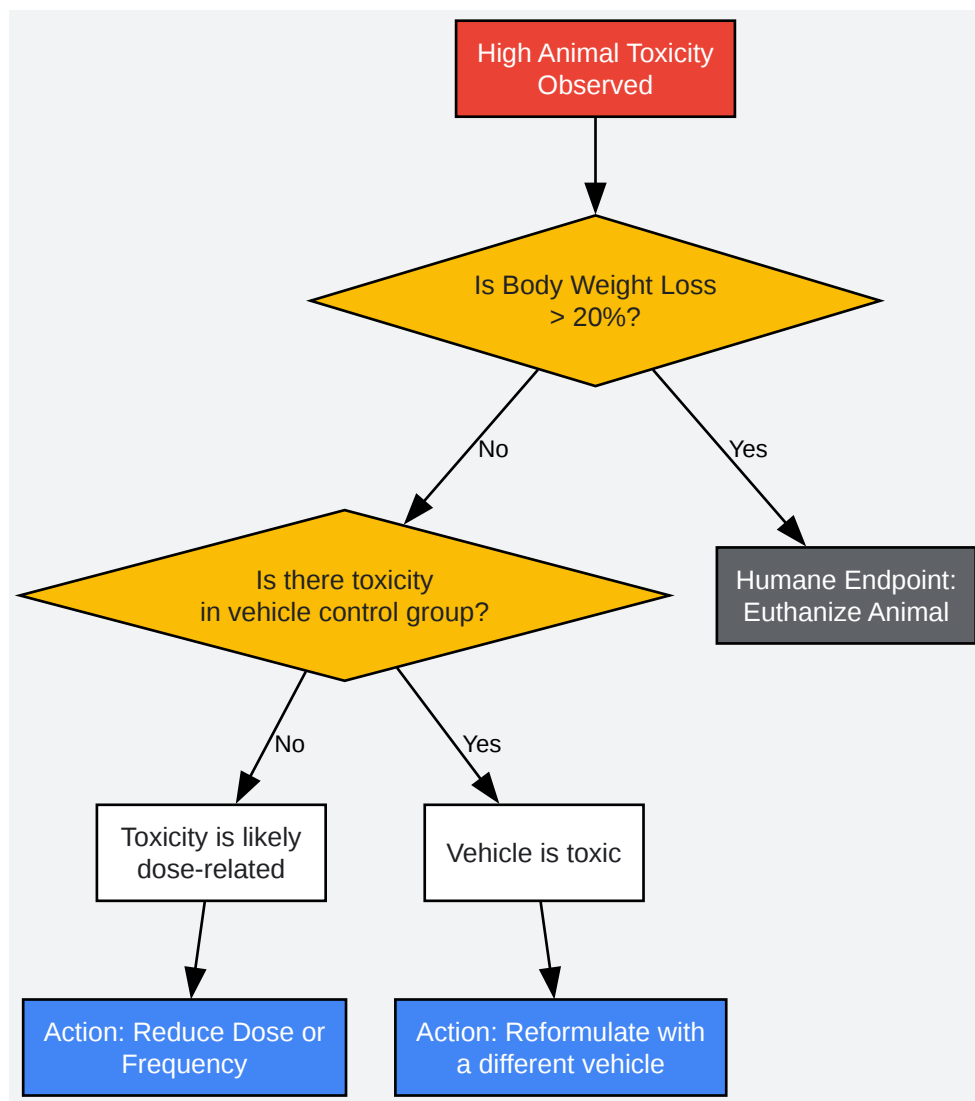 High Animal Toxicity
Observed
Is Body Weight Loss
> 20%?
No
Yes
Is there toxicity
in vehicle control group?
Humane Endpoint:
Euthanize Animal
No
Yes
Toxicity is likely
dose-related
Vehicle is toxic
Action: Reduce Dose or
Frequency
Action: Reformulate with
a different vehicle